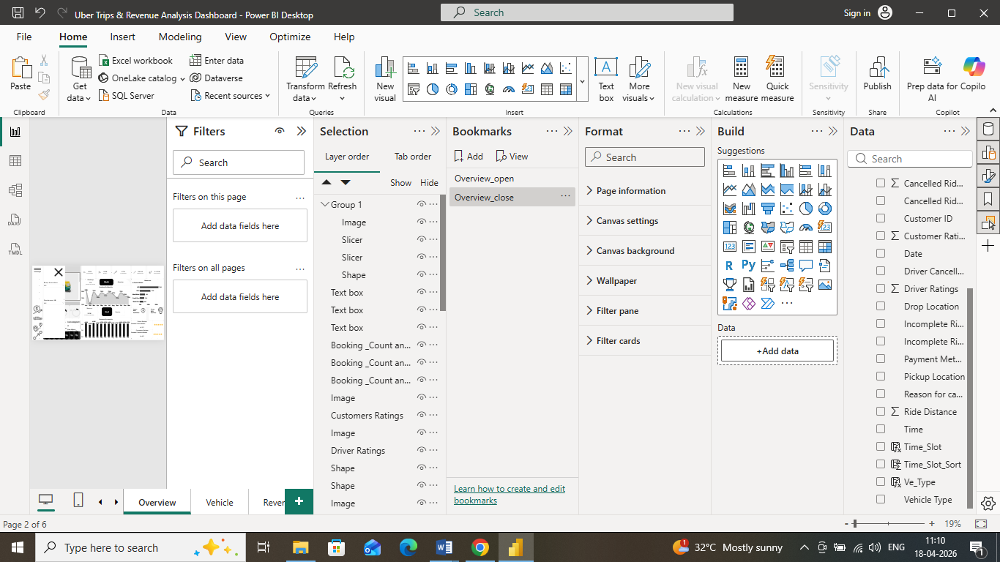 Uber Trips & Revenue Analysis Dashboard - Power BI Desktop
Search
Sign in
File
Home
Insert
Modeling
View
Optimize
Help
Paste
Clipboard
Get data
Excel workbook
OneLake catalog
SQL Server
Enter data
Dataverse
Recent sources
Data
Transform data
Refresh
Queries
New visual
Text box
More visuals
Insert
New visual calculation
New measure
Quick measure
Calculations
Sensitivity
Sensitivity
Publish
Share
Prep data for AI
Copilo
Copilot
Filters
Search
Filters on this page
Add data fields here
Filters on all pages
Add data fields here
Selection
Layer order
Tab order
Show
Hide
Group 1
Image
Slicer
Slicer
Shape
Text box
Text box
Text box
Booking _Count an...
Booking _Count an...
Booking _Count an...
Image
Customers Ratings
Image
Driver Ratings
Shape
Shape
Image
Bookmarks
Add
View
Overview_open
Overview_close
Learn how to create and edit
bookmarks
Format
Search
Page information
Canvas settings
Canvas background
Wallpaper
Filter pane
Filter cards
Build
Suggestions
Data
+Add data
Data
Search
Cancelled Rid...
Cancelled Rid...
Customer ID
Customer Rati...
Date
Driver Cancell...
Driver Ratings
Drop Location
Incomplete Ri...
Incomplete Ri...
Payment Met...
Pickup Location
Reason for ca...
Ride Distance
Time
Time_Slot
Time_Slot_Sort
Ve_Type
Vehicle Type
DAX
TMDL
Overview
Vehicle
Rever
Page 2 of 6
19%
Type here to search
32°C Mostly sunny
ENG
11:10
18-04-2026
1